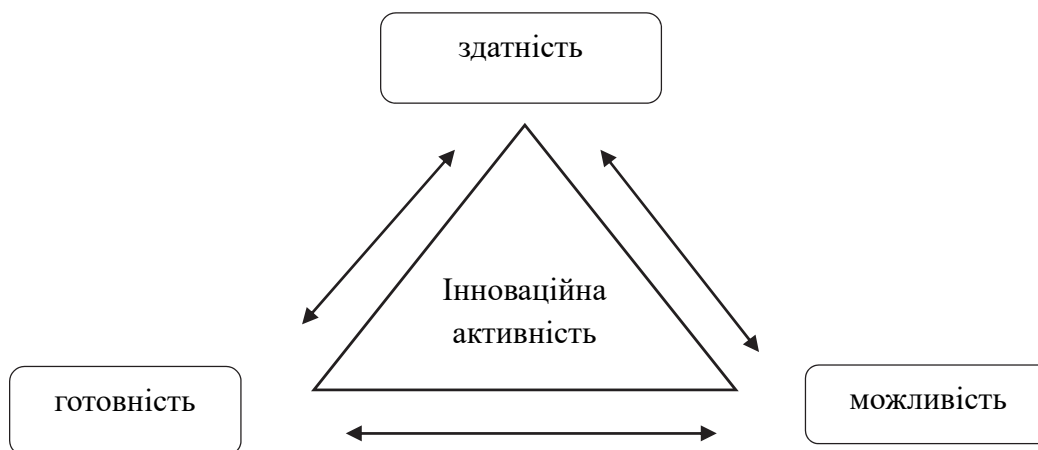 здатність
Інноваційна
активність
готовність
можливість